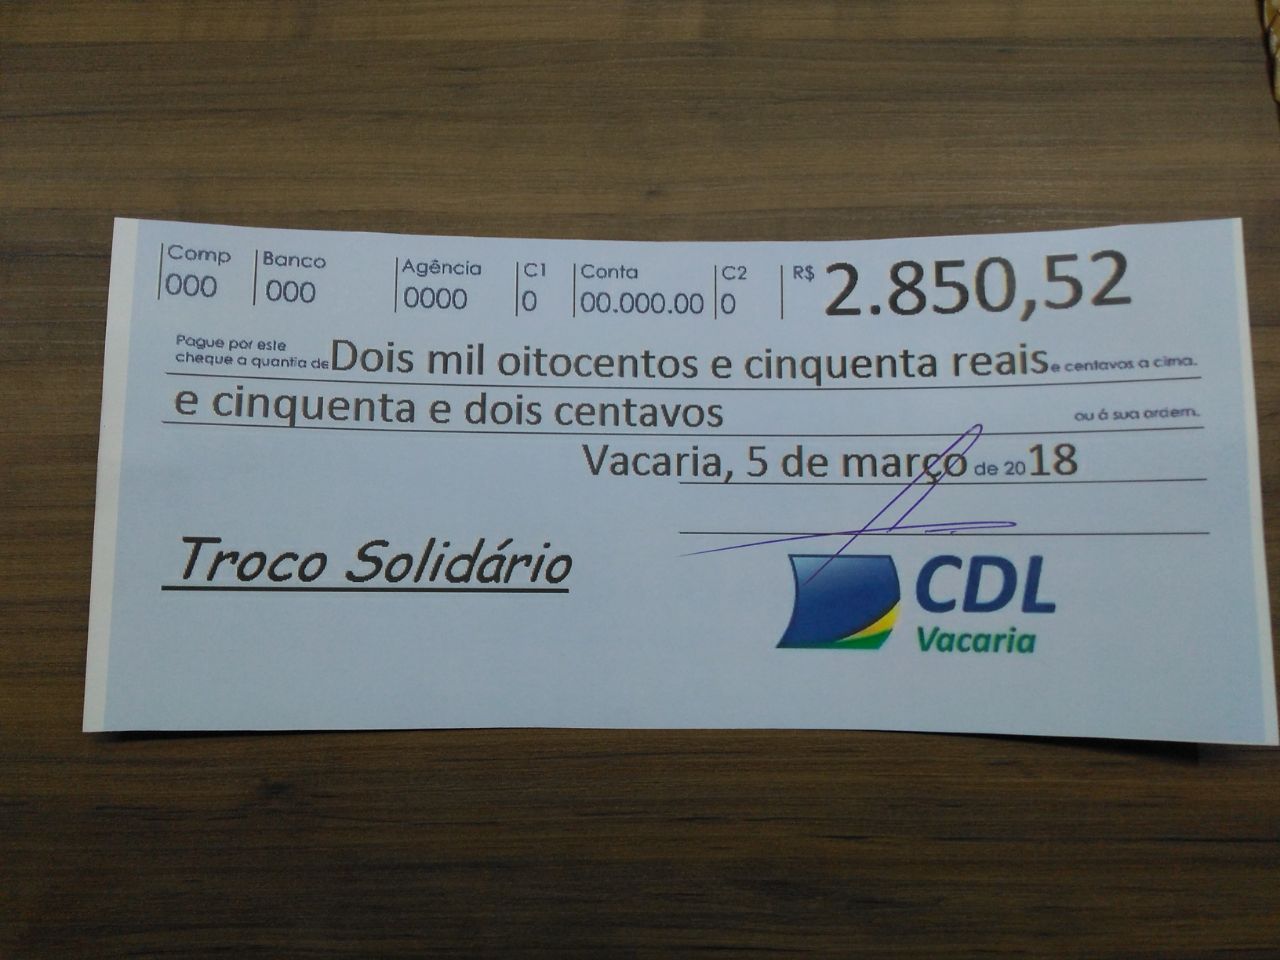 Comp Banco Agência C1 Conta C2 R$ 2.850,52
000 000 0000 0 00.000.00 0
Pague por este
cheque a quantia de Dois mil oitocentos e cinquenta reais e centavos a cima.
e cinquenta e dois centavos ou á sua ordem.
Vacaria, 5 de março de 2018
Troco Solidário
CDL
Vacaria